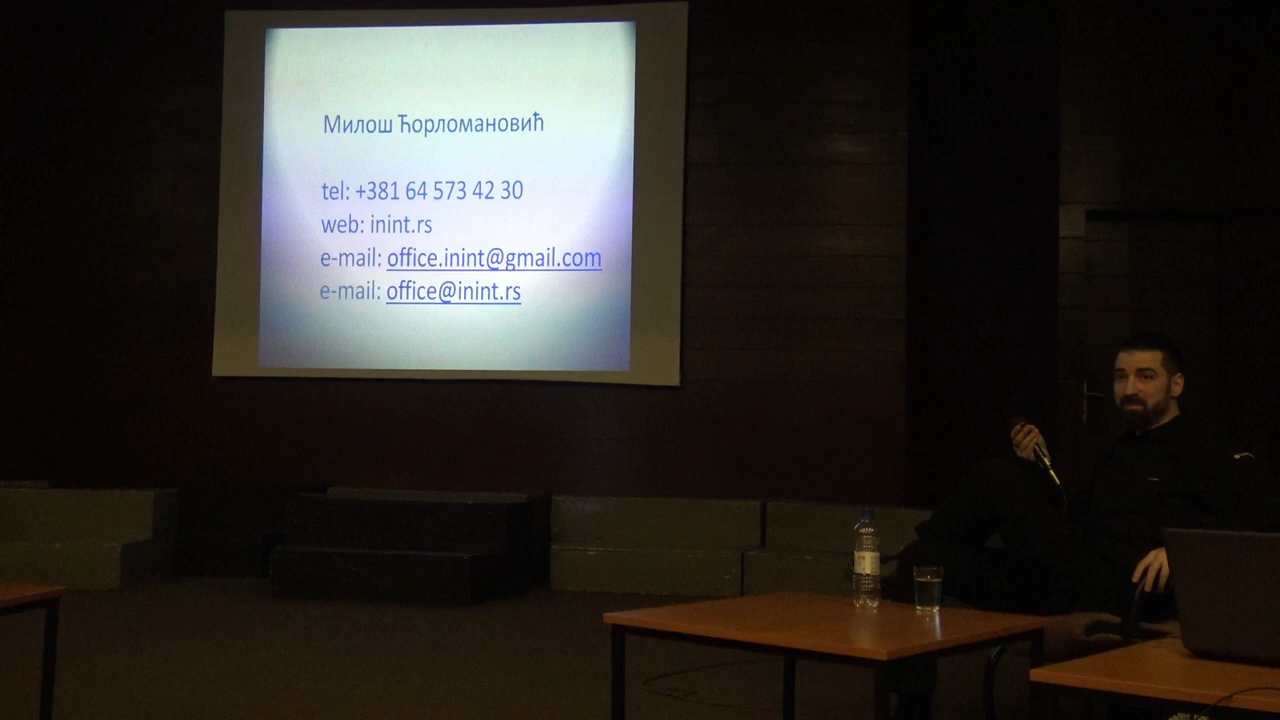 Милош Ћорломановић
tel: +381 64 573 42 30
web: inint.rs
e-mail: office.inint@gmail.com
e-mail: office@inint.rs